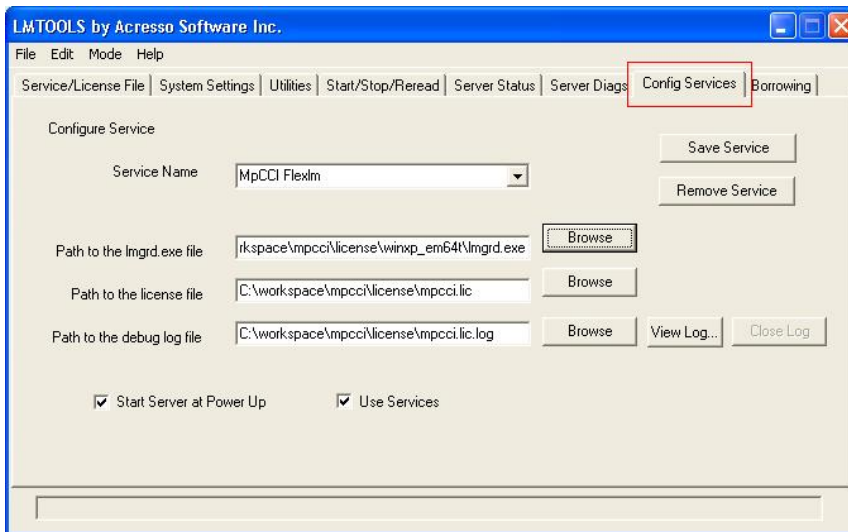 LMTOOLS by Acresso Software Inc.
File Edit Mode Help
Service/License File System Settings Utilities Start/Stop/Reread Server Status Server Diags Config Services Borrowing
Configure Service
Save Service
Service Name MpCCI Flexlm
Remove Service
Path to the lmgrd.exe file rkspace\mpcci\license\winxp_em64t\lmgrd.exe Browse
Path to the license file C:\workspace\mpcci\license\mpcci.lic Browse
Path to the debug log file C:\workspace\mpcci\license\mpcci.lic.log Browse View Log... Close Log
Start Server at Power Up Use Services